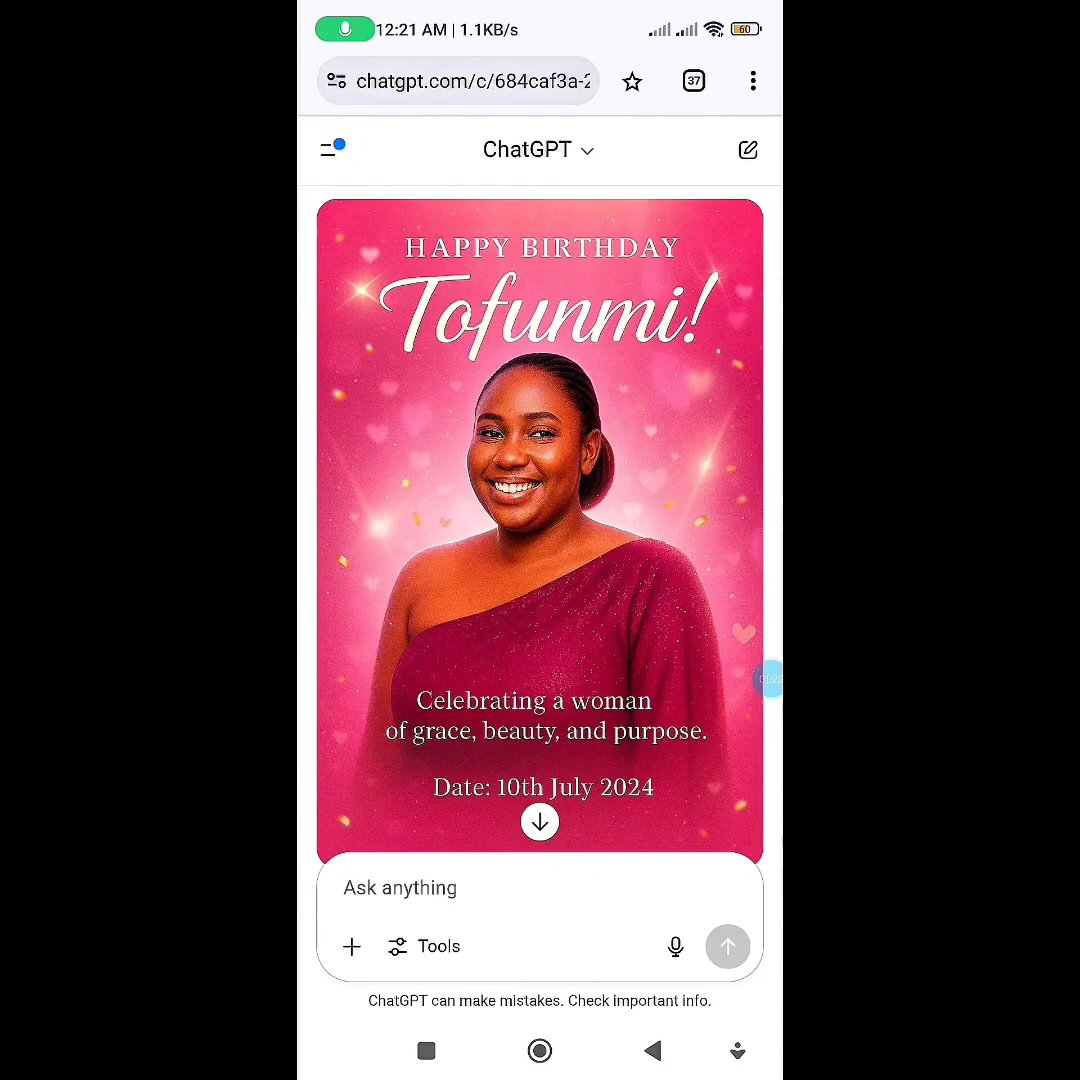 12:21 AM | 1.1KB/s
60
chatgpt.com/c/684caf3a-2
37
ChatGPT
HAPPY BIRTHDAY
Tofunmi!
Celebrating a woman
of grace, beauty, and purpose.
Date: 10th July 2024
Ask anything
Tools
ChatGPT can make mistakes. Check important info.